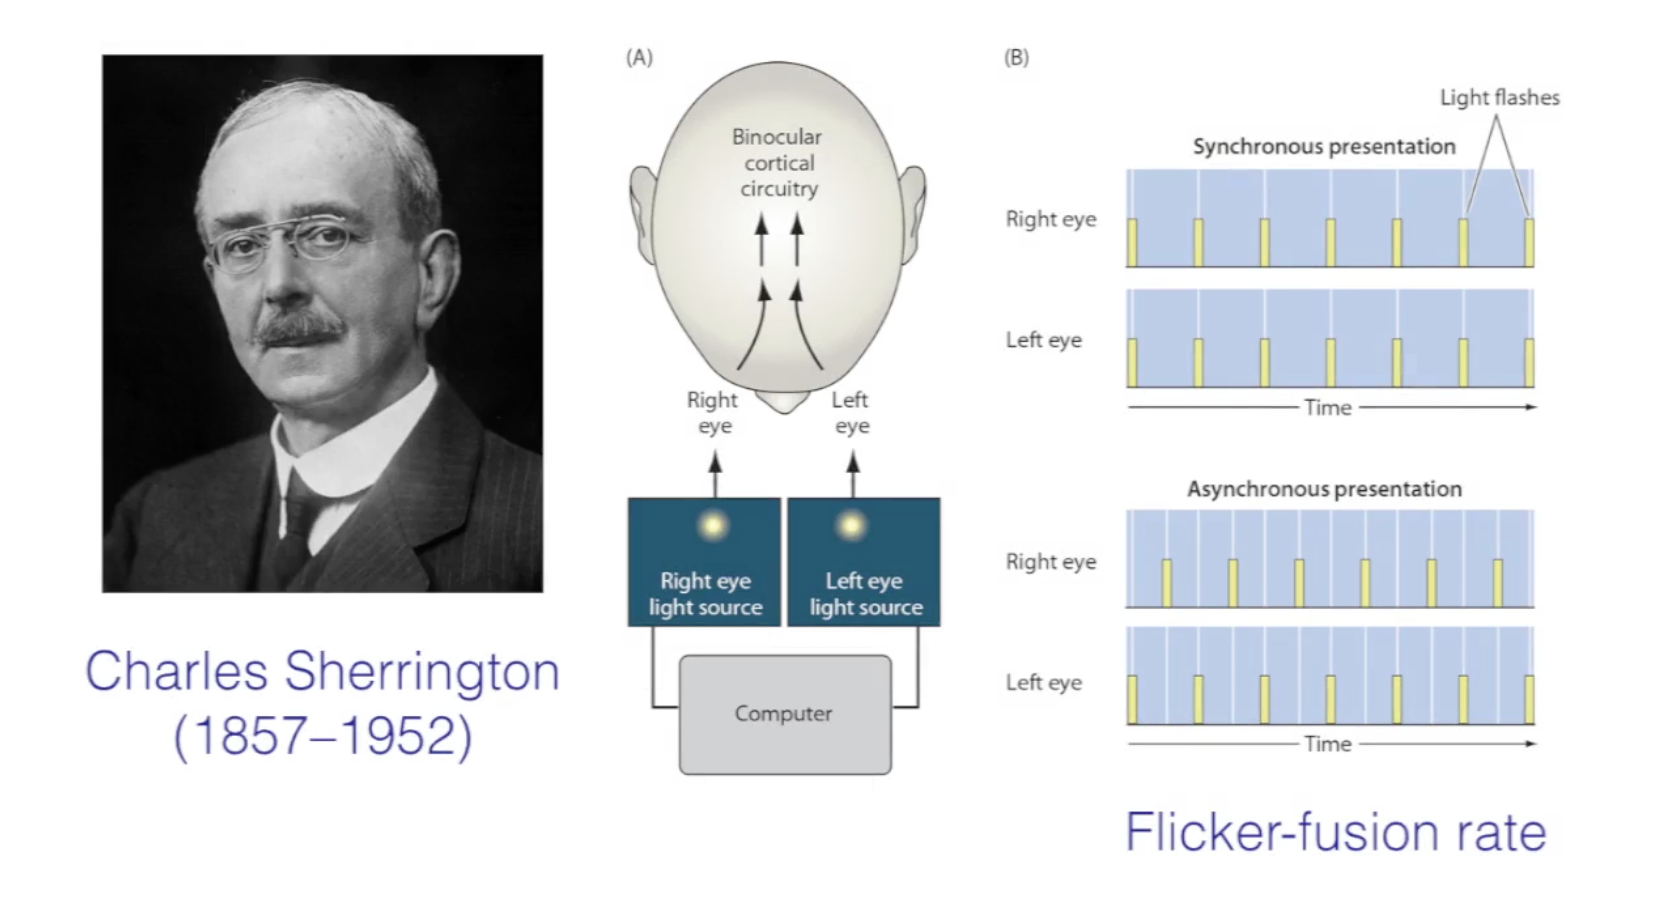 Charles Sherrington
(1857–1952)
(A)
Binocular
cortical
circuitry
Right
eye
Left
eye
Right eye
light source
Left eye
light source
Computer
(B)
Light flashes
Synchronous presentation
Right eye
Left eye
Time
Asynchronous presentation
Right eye
Left eye
Time
Flicker-fusion rate